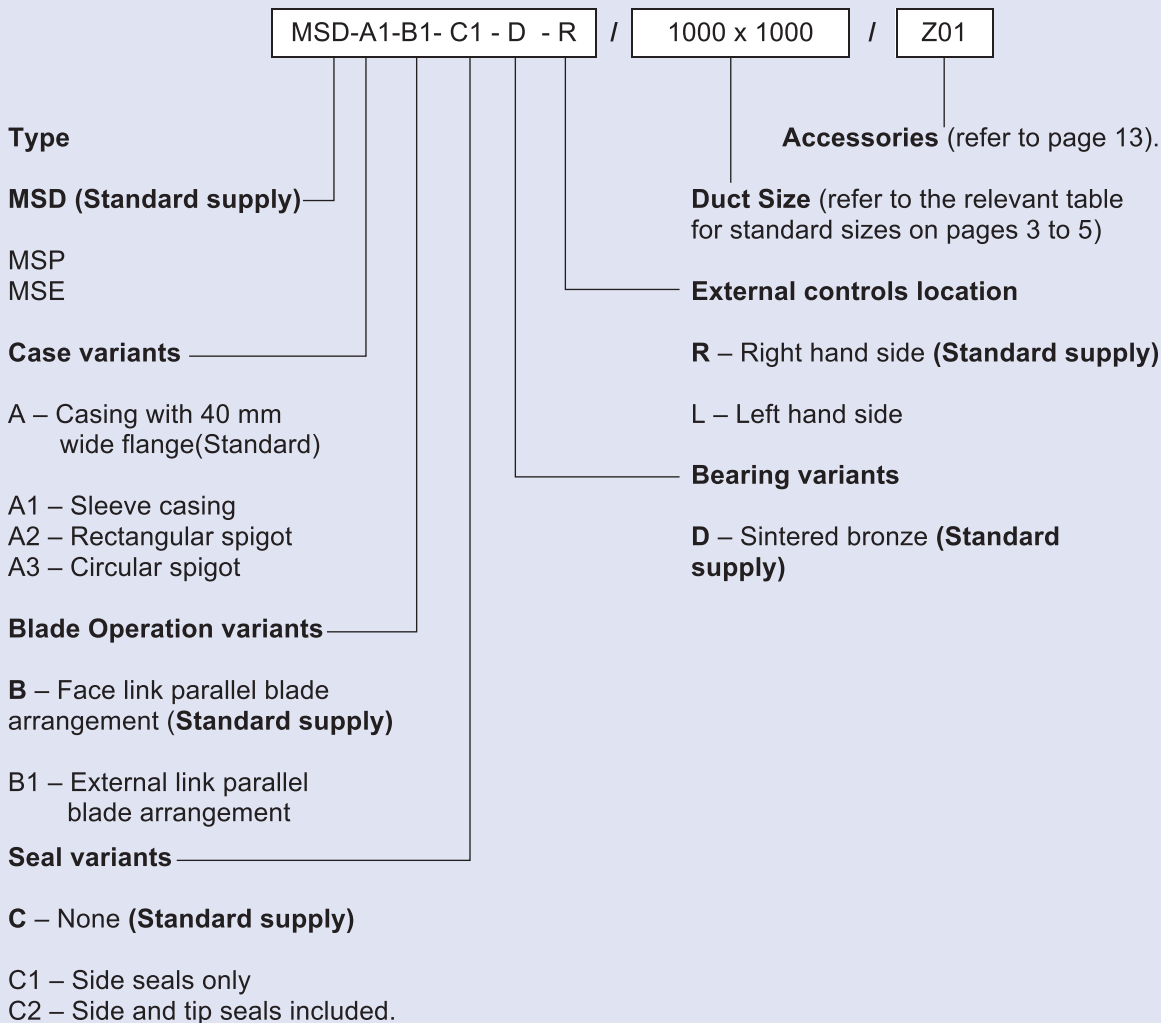 MSD-A1-B1- C1 - D - R / 1000 x 1000 / Z01
Type
MSD (Standard supply)
MSP
MSE
Case variants
A – Casing with 40 mm
wide flange(Standard)
A1 – Sleeve casing
A2 – Rectangular spigot
A3 – Circular spigot
Blade Operation variants
B – Face link parallel blade
arrangement (Standard supply)
B1 – External link parallel
blade arrangement
Seal variants
C – None (Standard supply)
C1 – Side seals only
C2 – Side and tip seals included.
Accessories (refer to page 13).
Duct Size (refer to the relevant table
for standard sizes on pages 3 to 5)
External controls location
R – Right hand side (Standard supply)
L – Left hand side
Bearing variants
D – Sintered bronze (Standard
supply)